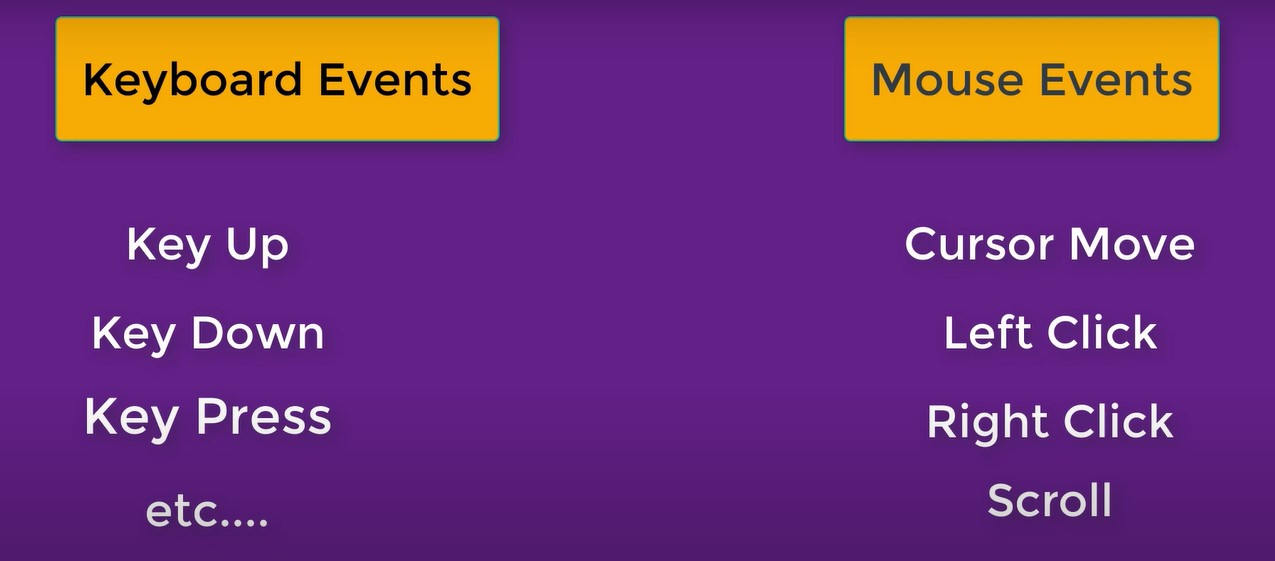 Keyboard Events
Key Up
Key Down
Key Press
etc....
Mouse Events
Cursor Move
Left Click
Right Click
Scroll